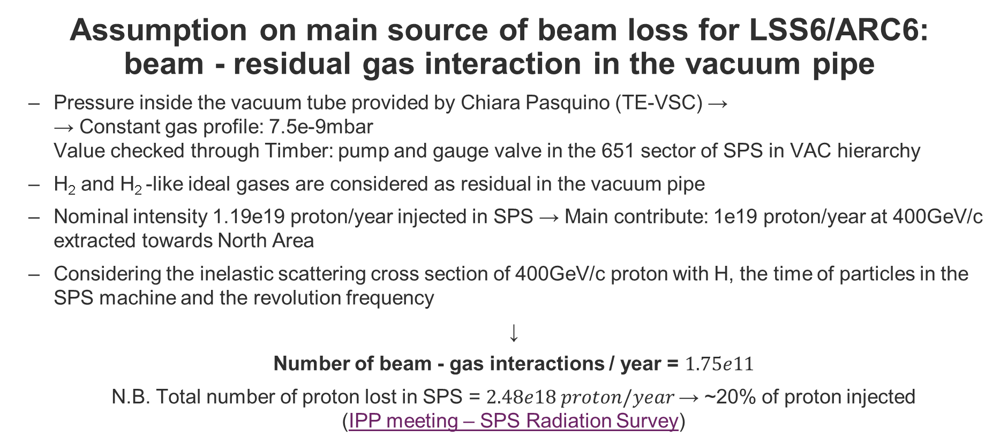 Assumption on main source of beam loss for LSS6/ARC6:
beam - residual gas interaction in the vacuum pipe
– Pressure inside the vacuum tube provided by Chiara Pasquino (TE-VSC) →
→ Constant gas profile: 7.5e-9mbar
Value checked through Timber: pump and gauge valve in the 651 sector of SPS in VAC hierarchy
– H₂ and H₂ -like ideal gases are considered as residual in the vacuum pipe
– Nominal intensity 1.19e19 proton/year injected in SPS → Main contribute: 1e19 proton/year at 400GeV/c
extracted towards North Area
– Considering the inelastic scattering cross section of 400GeV/c proton with H, the time of particles in the
SPS machine and the revolution frequency
↓
Number of beam - gas interactions / year = 1.75e11
N.B. Total number of proton lost in SPS = 2.48e18 proton/year → ~20% of proton injected
(IPP meeting – SPS Radiation Survey)